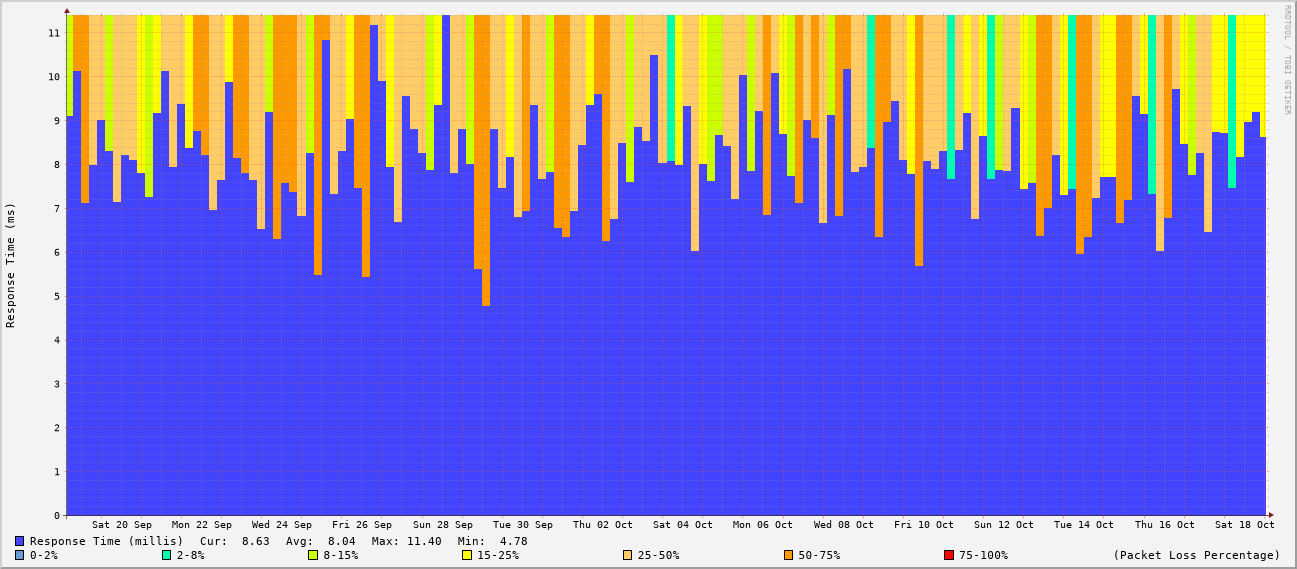 RRDTOOL / TOBI OETIKER
Response Time (ms)
11
10
9
8
7
6
5
4
3
2
1
0
Sat 20 Sep Mon 22 Sep Wed 24 Sep Fri 26 Sep Sun 28 Sep Tue 30 Sep Thu 02 Oct Sat 04 Oct Mon 06 Oct Wed 08 Oct Fri 10 Oct Sun 12 Oct Tue 14 Oct Thu 16 Oct Sat 18 Oct
Response Time (millis) Cur: 8.63 Avg: 8.04 Max: 11.40 Min: 4.78
0-2% 2-8% 8-15% 15-25% 25-50% 50-75% 75-100% (Packet Loss Percentage)